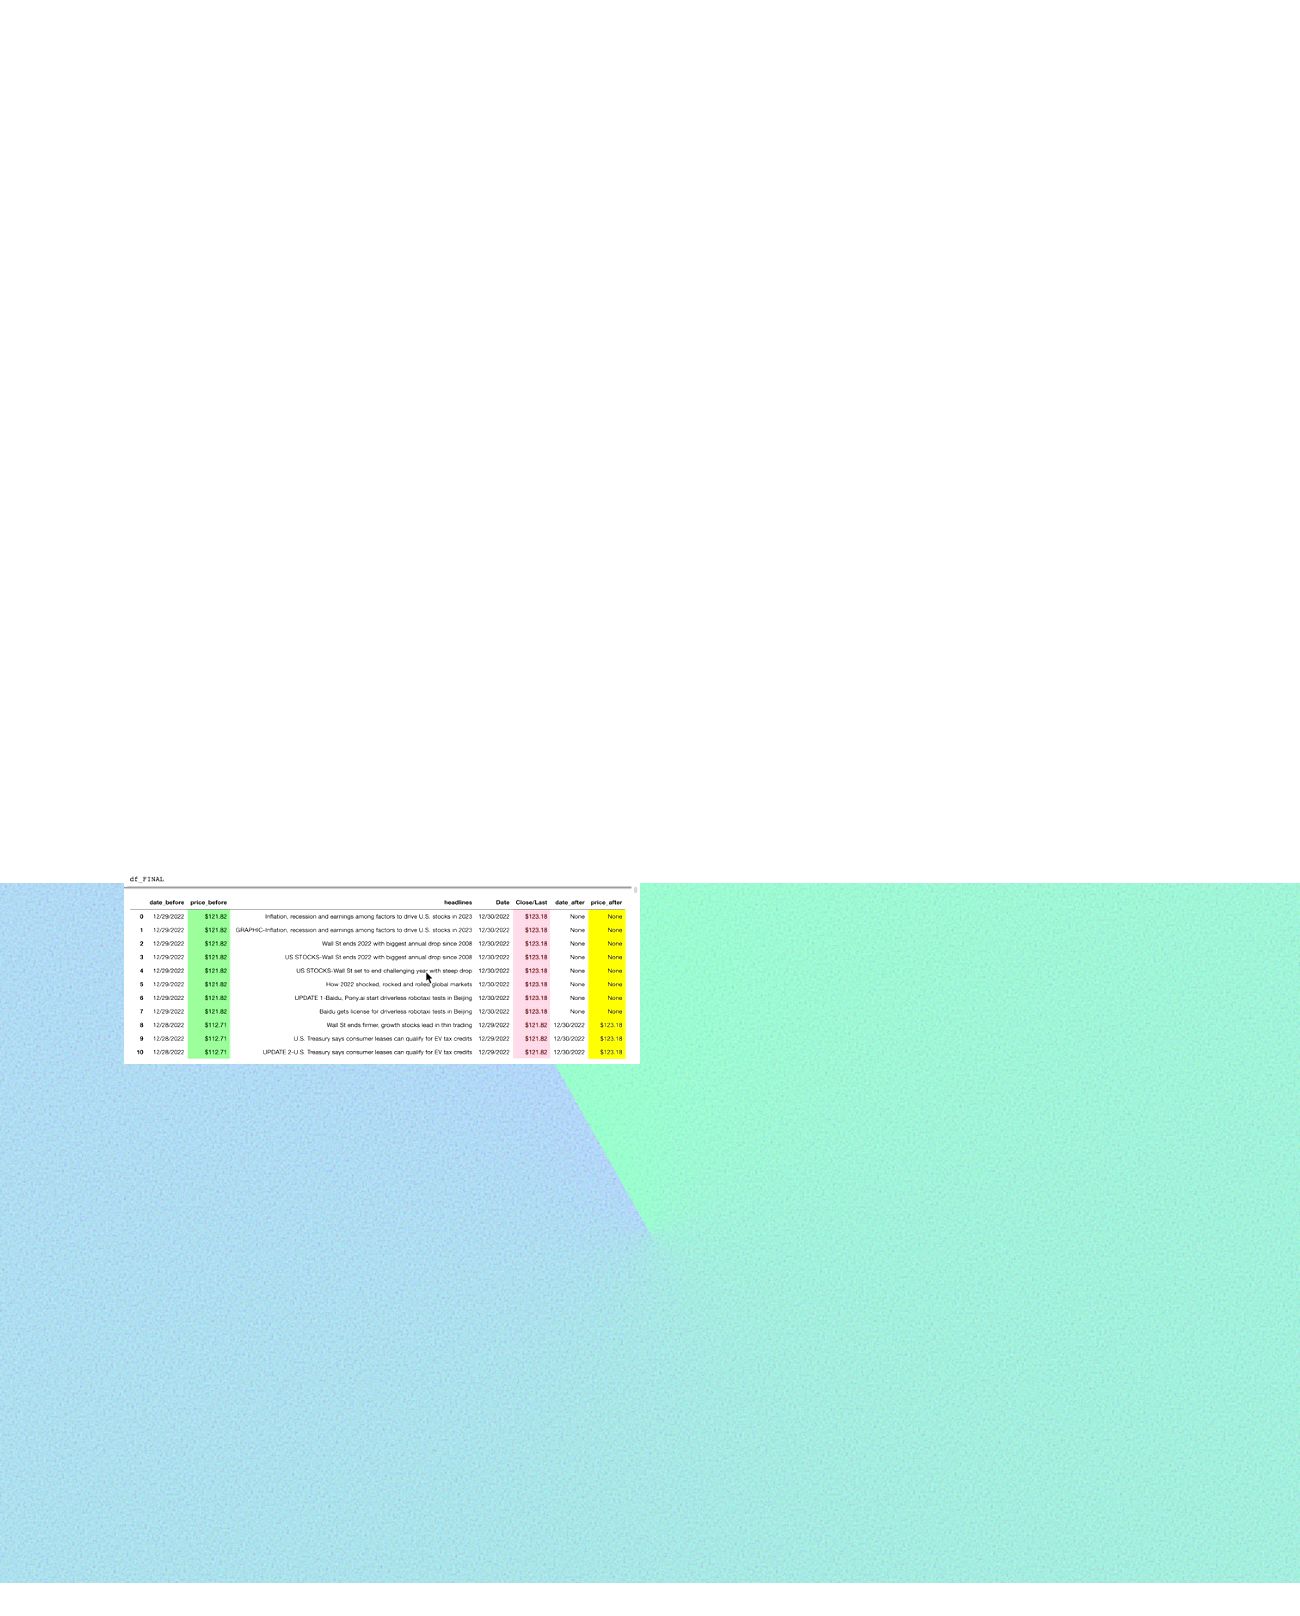 df_FINAL
date_before price_before headlines Date Close/Last date_after price_after
0 12/29/2022 $121.82 Inflation, recession and earnings among factors to drive U.S. stocks in 2023 12/30/2022 $123.18 None None
1 12/29/2022 $121.82 GRAPHIC-Inflation, recession and earnings among factors to drive U.S. stocks in 2023 12/30/2022 $123.18 None None
2 12/29/2022 $121.82 Wall St ends 2022 with biggest annual drop since 2008 12/30/2022 $123.18 None None
3 12/29/2022 $121.82 US STOCKS-Wall St ends 2022 with biggest annual drop since 2008 12/30/2022 $123.18 None None
4 12/29/2022 $121.82 US STOCKS-Wall St set to end challenging year with steep drop 12/30/2022 $123.18 None None
5 12/29/2022 $121.82 How 2022 shocked, rocked and rolled global markets 12/30/2022 $123.18 None None
6 12/29/2022 $121.82 UPDATE 1-Baidu, Pony.ai start driverless robotaxi tests in Beijing 12/30/2022 $123.18 None None
7 12/29/2022 $121.82 Baidu gets license for driverless robotaxi tests in Beijing 12/30/2022 $123.18 None None
8 12/28/2022 $112.71 Wall St ends firmer, growth stocks lead in thin trading 12/29/2022 $121.82 12/30/2022 $123.18
9 12/28/2022 $112.71 U.S. Treasury says consumer leases can qualify for EV tax credits 12/29/2022 $121.82 12/30/2022 $123.18
10 12/28/2022 $112.71 UPDATE 2-U.S. Treasury says consumer leases can qualify for EV tax credits 12/29/2022 $121.82 12/30/2022 $123.18